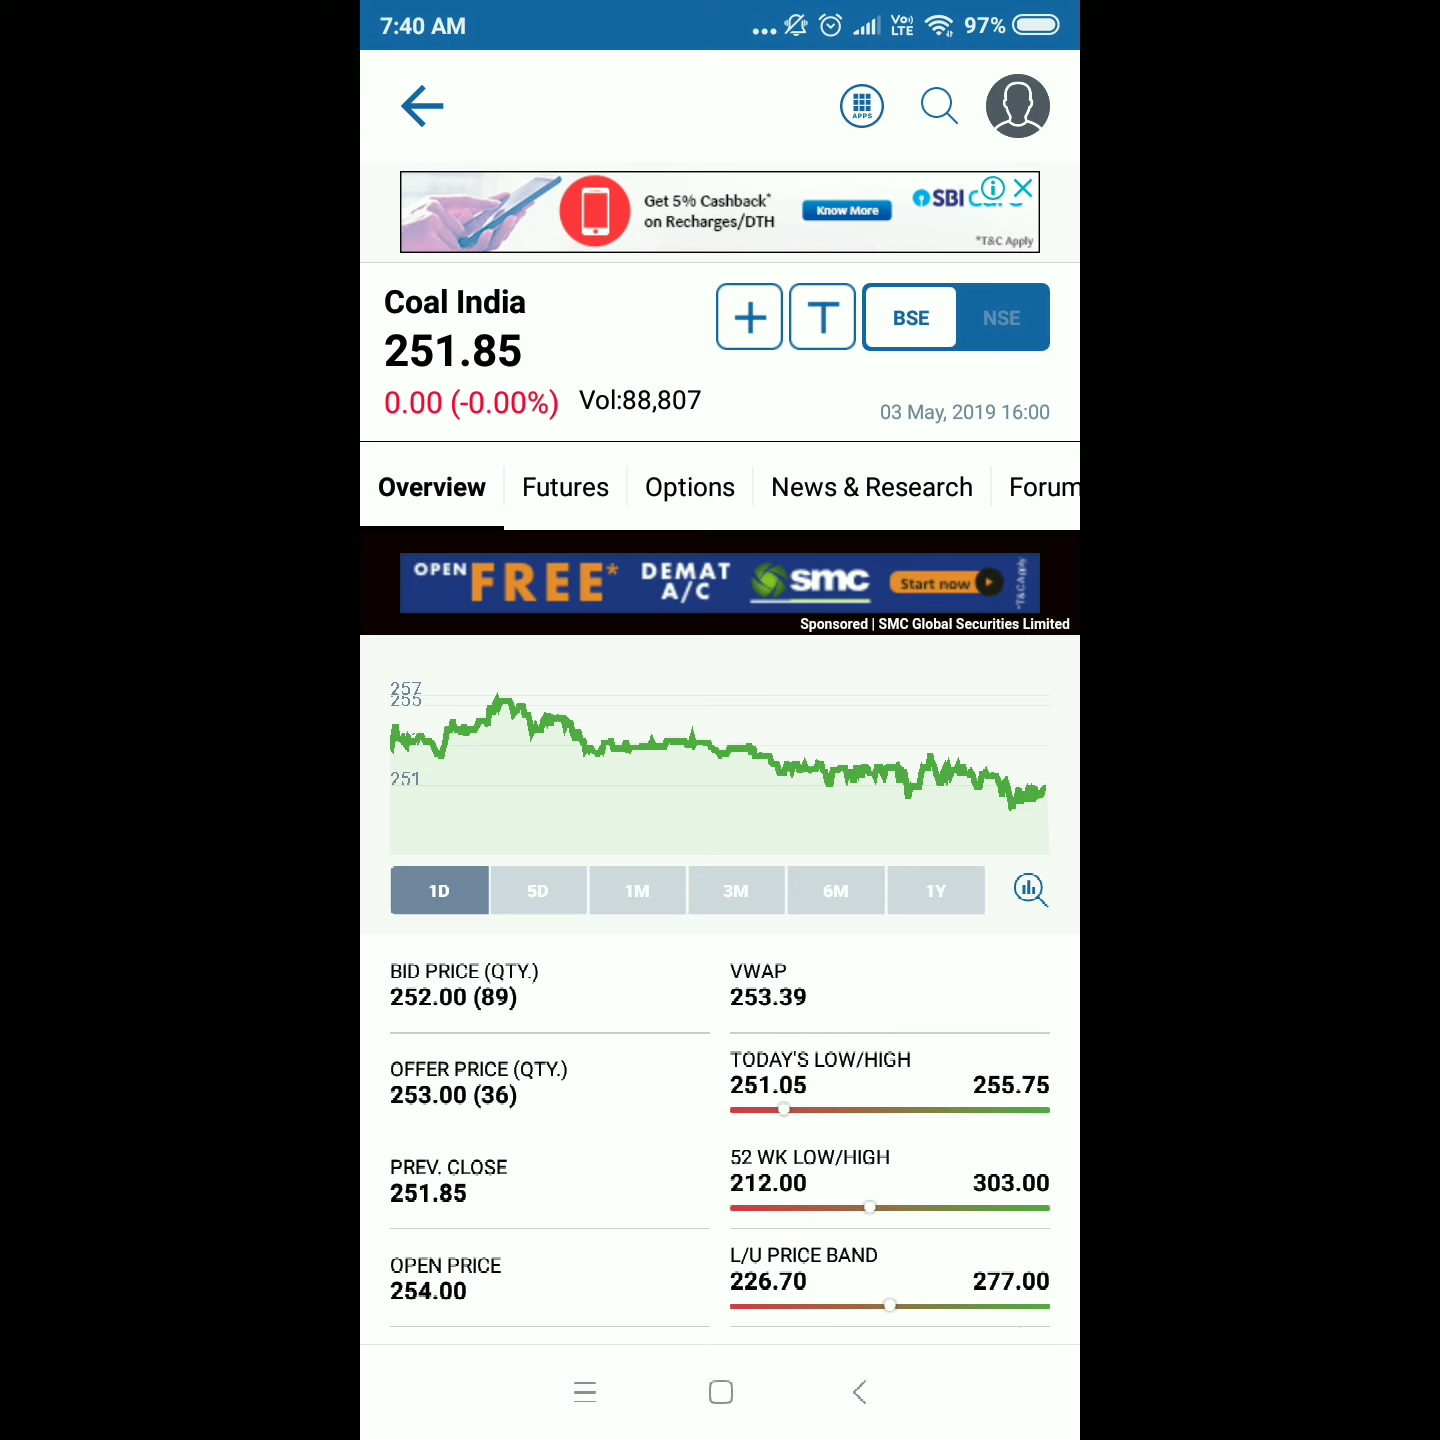 7:40 AM
Vo) LTE 97%
APPS
Get 5% Cashback*
on Recharges/DTH
Know More
SBI
*T&C Apply
Coal India
251.85
0.00 (-0.00%) Vol:88,807
+ T BSE NSE
03 May, 2019 16:00
Overview Futures Options News & Research Forum
OPEN FREE* DEMAT A/C smc Start now *T&C Apply
Sponsored | SMC Global Securities Limited
257
255
251
1D 5D 1M 3M 6M 1Y
BID PRICE (QTY.)
252.00 (89)
VWAP
253.39
OFFER PRICE (QTY.)
253.00 (36)
TODAY'S LOW/HIGH
251.05 255.75
PREV. CLOSE
251.85
52 WK LOW/HIGH
212.00 303.00
OPEN PRICE
254.00
L/U PRICE BAND
226.70 277.00